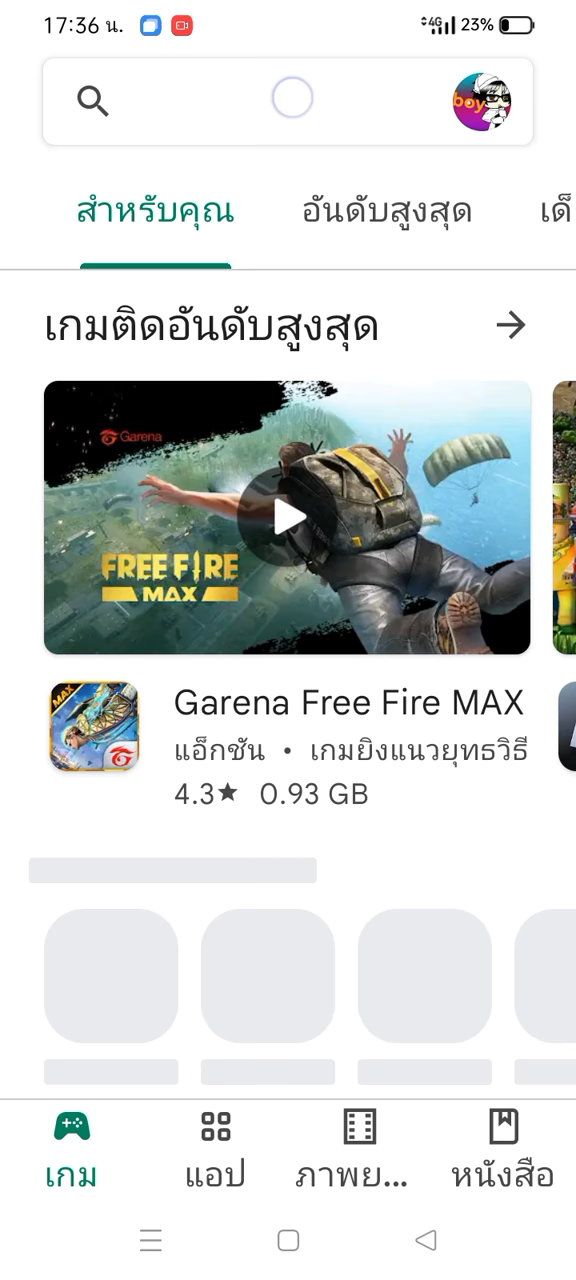 17:36 น.
4G 23%
boy
สำหรับคุณ
อันดับสูงสุด
เด็
เกมติดอันดับสูงสุด
Garena
FREE FIRE
MAX
MAX
Garena Free Fire MAX
แอ็กชัน • เกมยิงแนวยุทธวิธี
4.3★ 0.93 GB
เกม
แอป
ภาพย...
หนังสือ